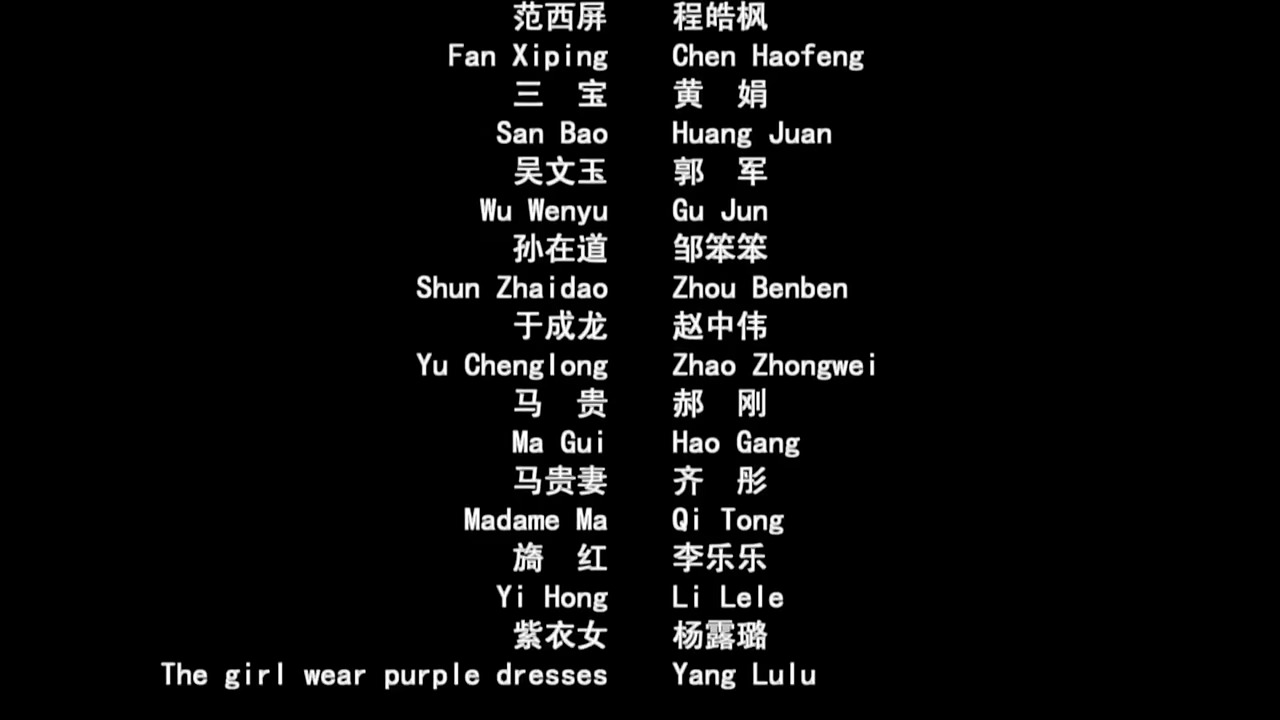 范西屏 程皓枫
Fan Xiping Chen Haofeng
三 宝 黄 娟
San Bao Huang Juan
吴文玉 郭 军
Wu Wenyu Gu Jun
孙在道 邹笨笨
Shun Zhaidao Zhou Benben
于成龙 赵中伟
Yu Chenglong Zhao Zhongwei
马 贵 郝 刚
Ma Gui Hao Gang
马贵妻 齐 彤
Madame Ma Qi Tong
旖 红 李乐乐
Yi Hong Li Lele
紫衣女 杨露璐
The girl wear purple dresses Yang Lulu